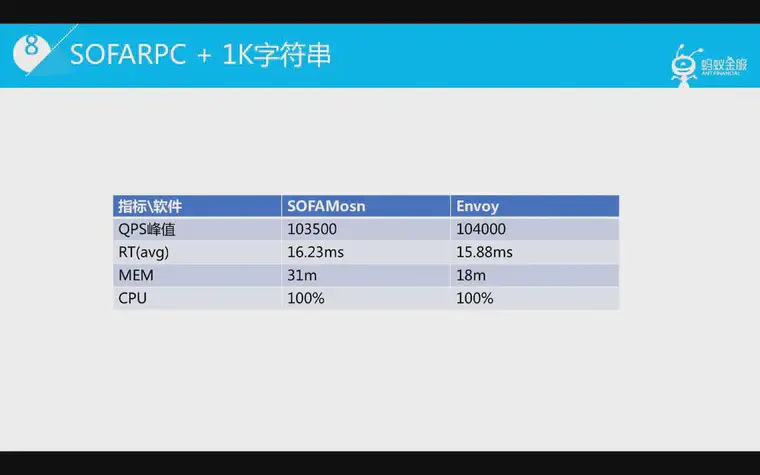 8
SOFARPC + 1K字符串
蚂蚁金服
ANT FINANCIAL
指标\软件 SOFAMosn Envoy
QPS峰值 103500 104000
RT(avg) 16.23ms 15.88ms
MEM 31m 18m
CPU 100% 100%